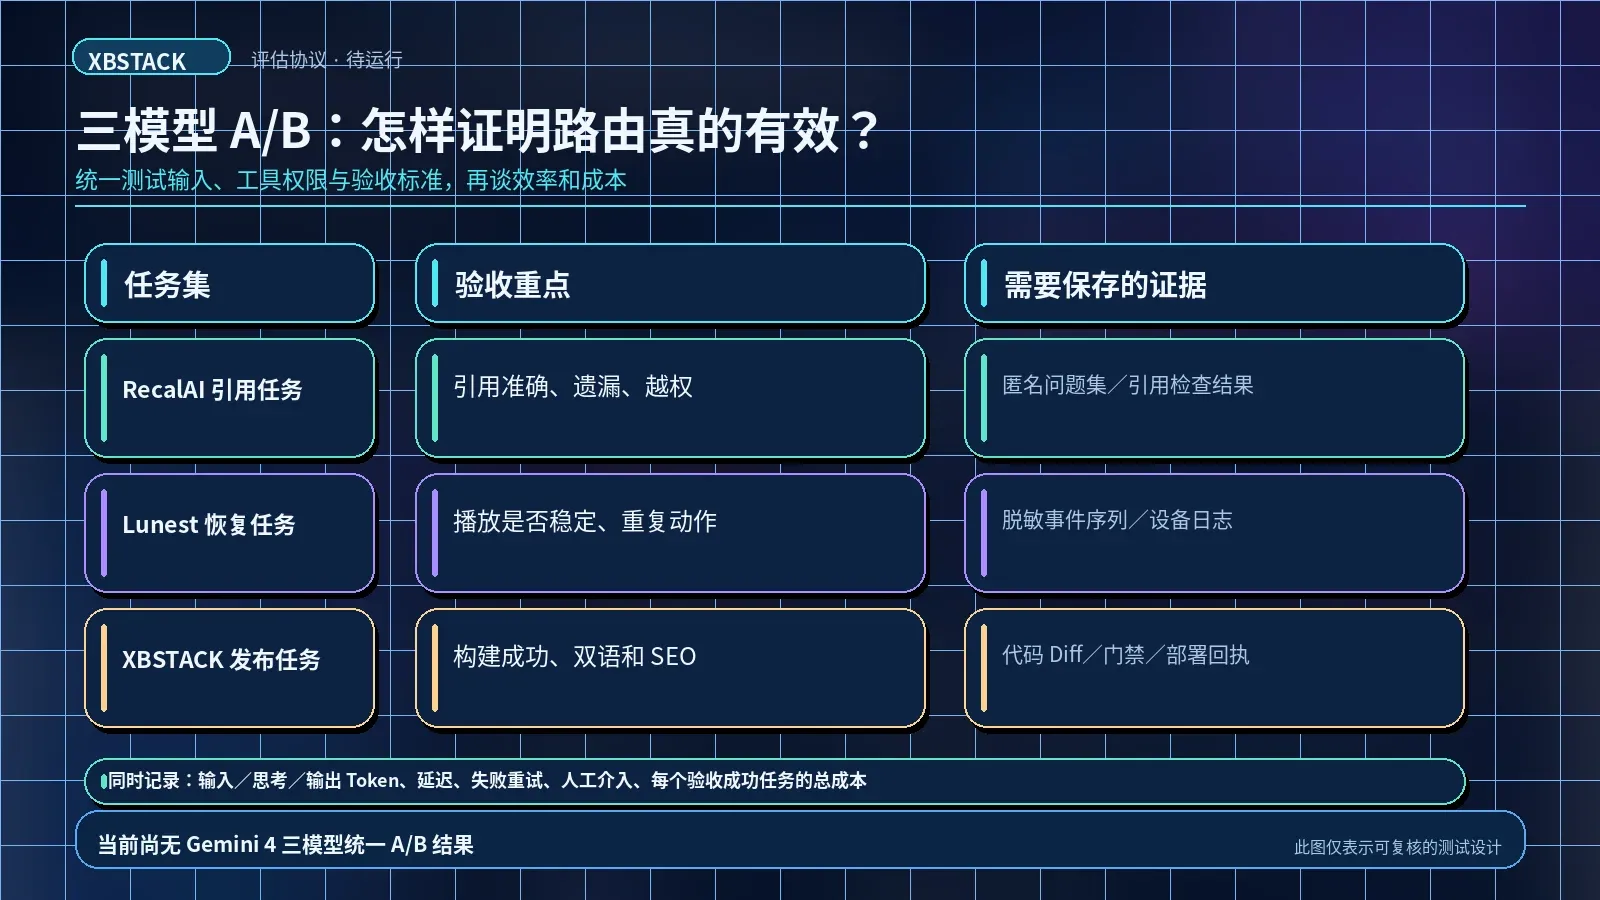 XBSTACK
评估协议 · 待运行
三模型 A/B：怎样证明路由真的有效？
统一测试输入、工具权限与验收标准，再谈效率和成本
任务集
验收重点
需要保存的证据
RecalAI 引用任务
引用准确、遗漏、越权
匿名问题集／引用检查结果
Lunest 恢复任务
播放是否稳定、重复动作
脱敏事件序列／设备日志
XBSTACK 发布任务
构建成功、双语和 SEO
代码 Diff／门禁／部署回执
同时记录：输入／思考／输出 Token、延迟、失败重试、人工介入、每个验收成功任务的总成本
当前尚无 Gemini 4 三模型统一 A/B 结果
此图仅表示可复核的测试设计